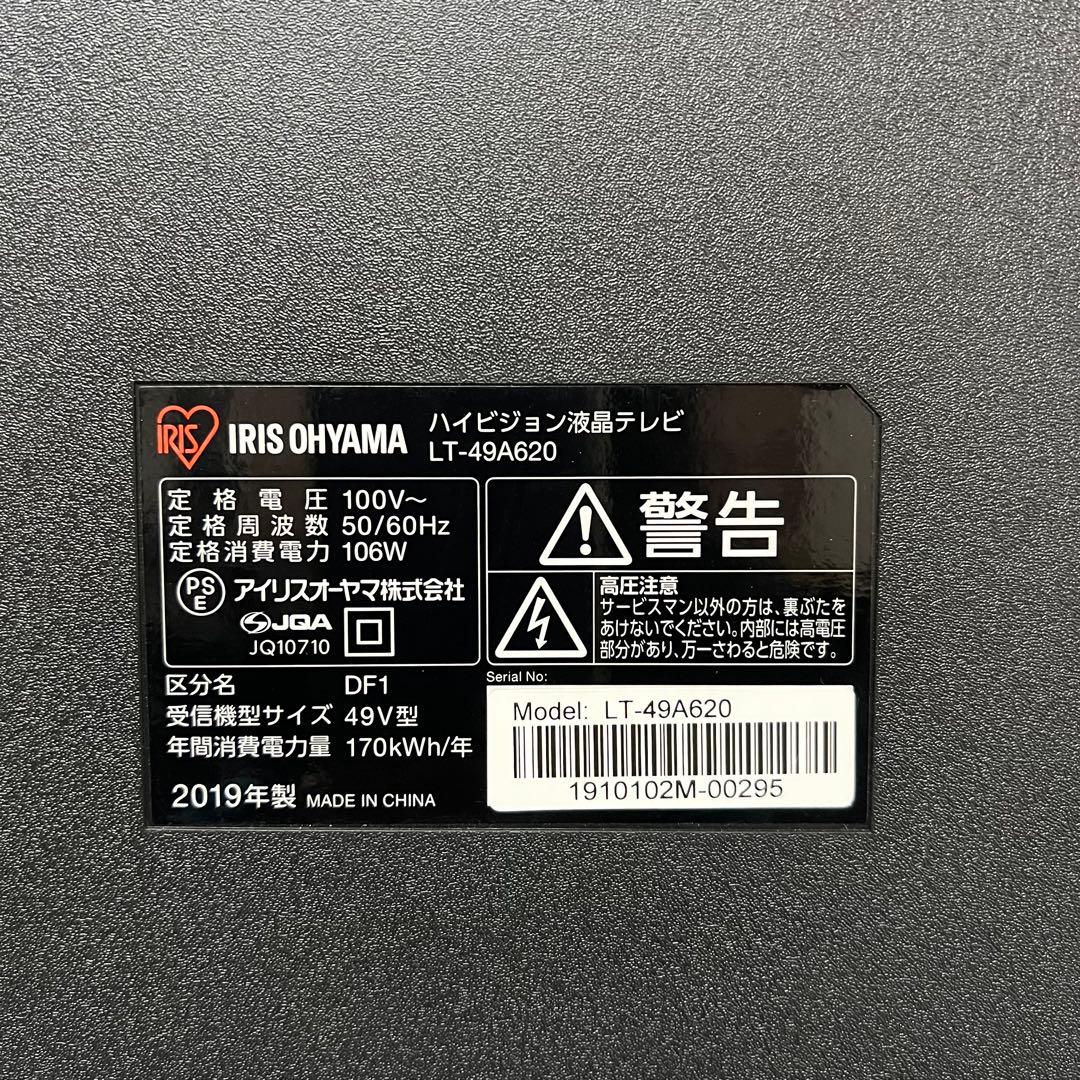 IRIS IRIS OHYAMA
ハイビジョン液晶テレビ
LT-49A620
定格電圧 100V～
定格周波数 50/60Hz
定格消費電力 106W
PS
E
アイリスオーヤマ株式会社
JQA
JQ10710
警告
高圧注意
サービスマン以外の方は、裏ぶたを
あけないでください。内部には高電圧
部分があり、万一さわると危険です。
区分名 DF1
受信機型サイズ 49V型
年間消費電力量 170kWh/年
2019年製 MADE IN CHINA
Serial No:
Model: LT-49A620
1910102M-00295